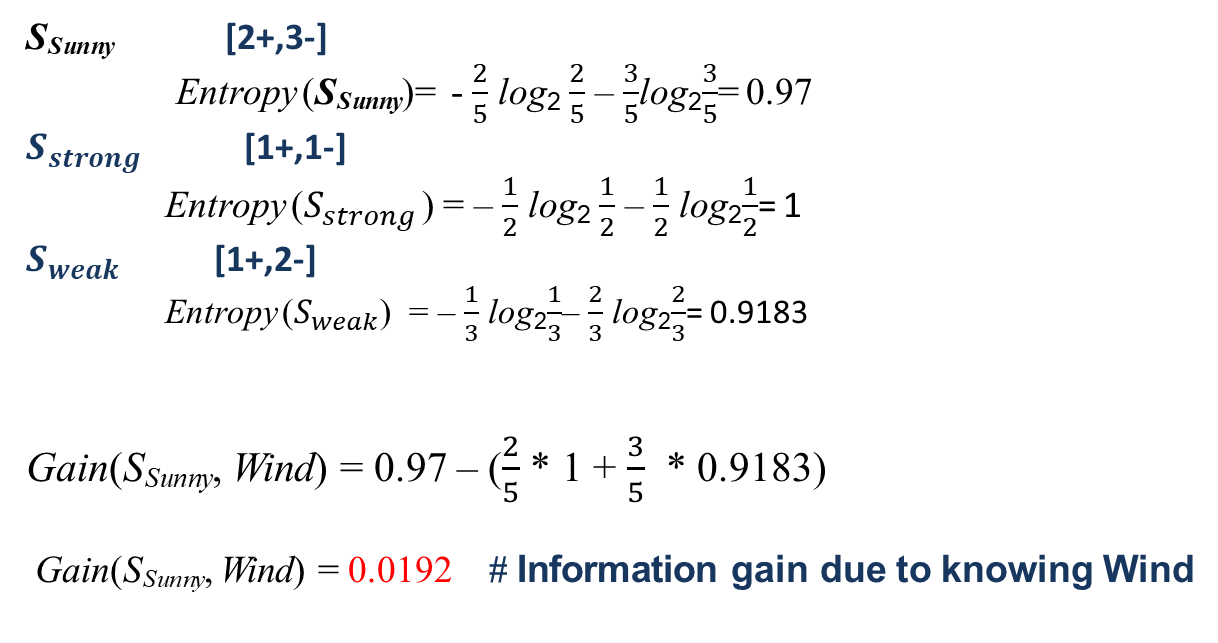 S_Sunny [2+,3-]
Entropy(S_Sunny)= - 2/5 log₂ 2/5 – 3/5 log₂ 3/5 = 0.97
S_strong [1+,1-]
Entropy(S_strong) = – 1/2 log₂ 1/2 – 1/2 log₂ 1/2 = 1
S_weak [1+,2-]
Entropy(S_weak) = – 1/3 log₂ 1/3 – 2/3 log₂ 2/3 = 0.9183
Gain(S_Sunny, Wind) = 0.97 – (2/5 * 1 + 3/5 * 0.9183)
Gain(S_Sunny, Wind) = 0.0192 # Information gain due to knowing Wind